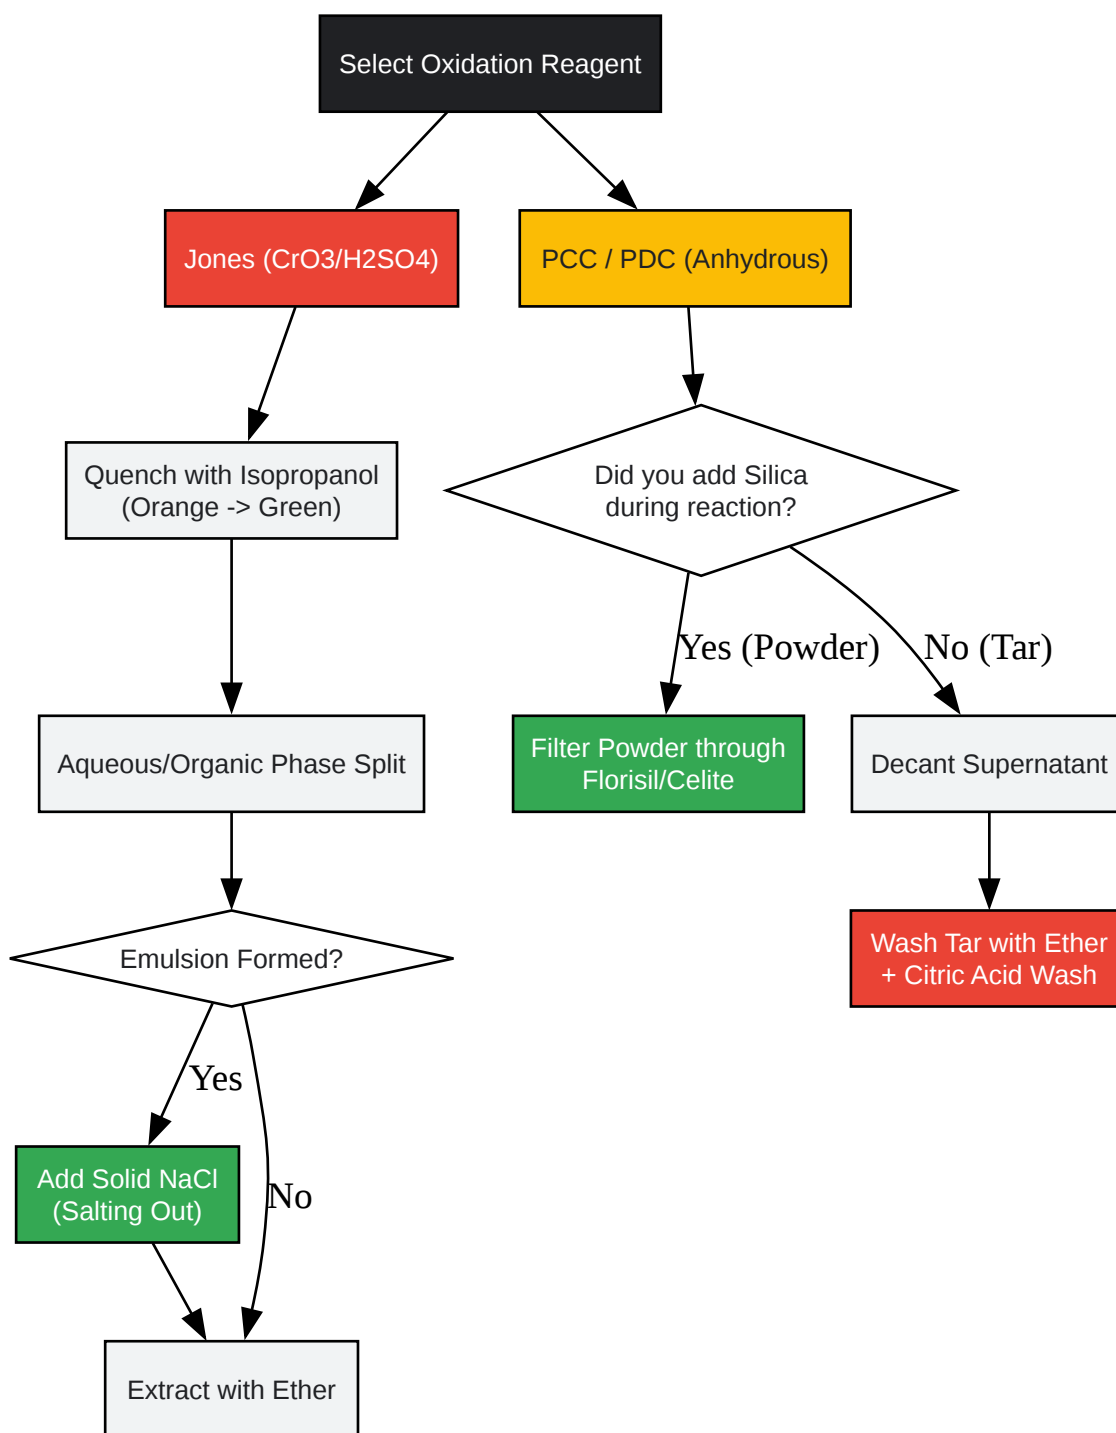 Select Oxidation Reagent
Jones (CrO3/H2SO4)
PCC / PDC (Anhydrous)
Quench with Isopropanol
(Orange -> Green)
Did you add Silica
during reaction?
Yes (Powder)
No (Tar)
Aqueous/Organic Phase Split
Filter Powder through
Florisil/Celite
Decant Supernatant
Emulsion Formed?
Wash Tar with Ether
+ Citric Acid Wash
Yes
Add Solid NaCl
(Salting Out)
No
Extract with Ether